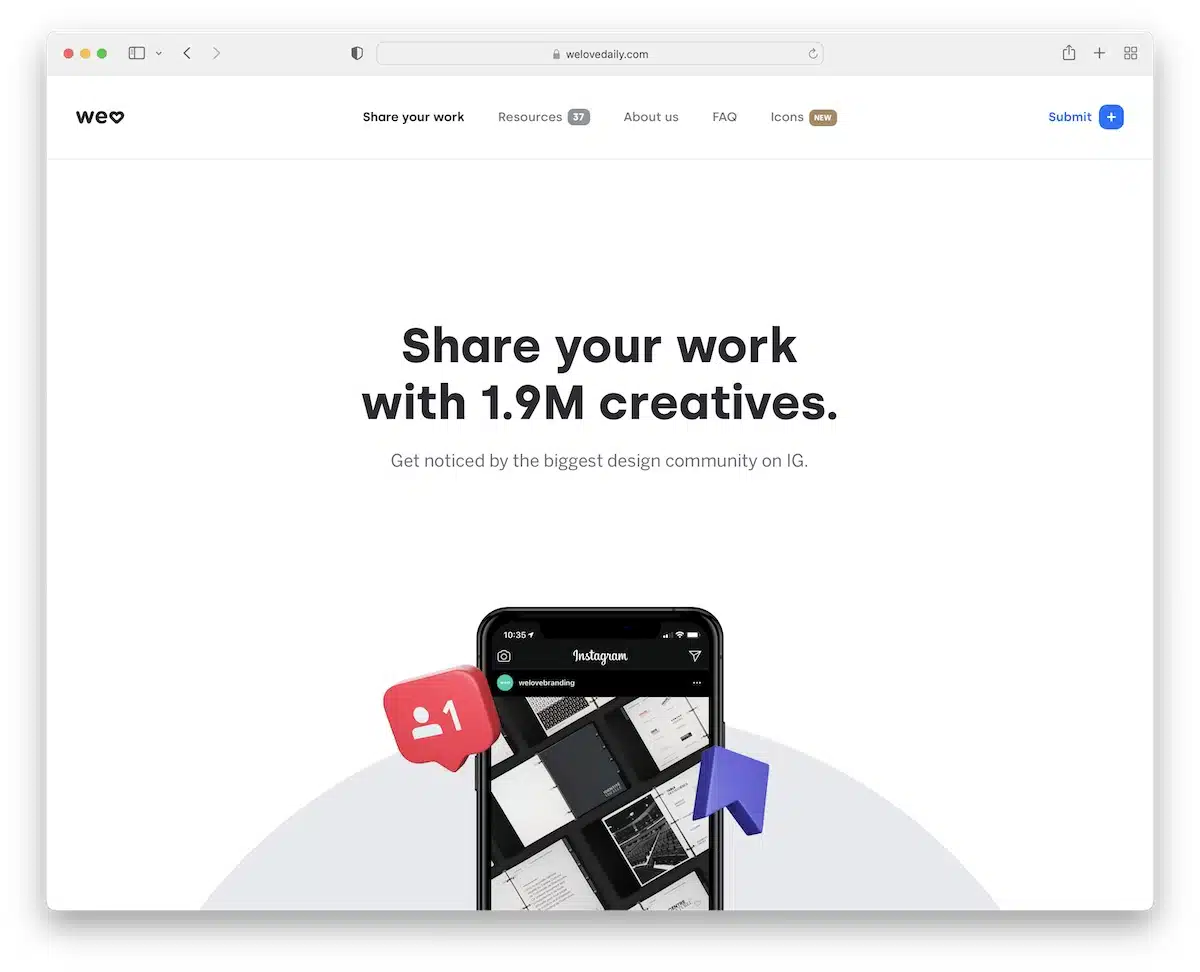 welovedaily.com
we
Share your work
Resources 37
About us
FAQ
Icons NEW
Submit +
Share your work
with 1.9M creatives.
Get noticed by the biggest design community on IG.
10:35
Instagram
welovebranding
1